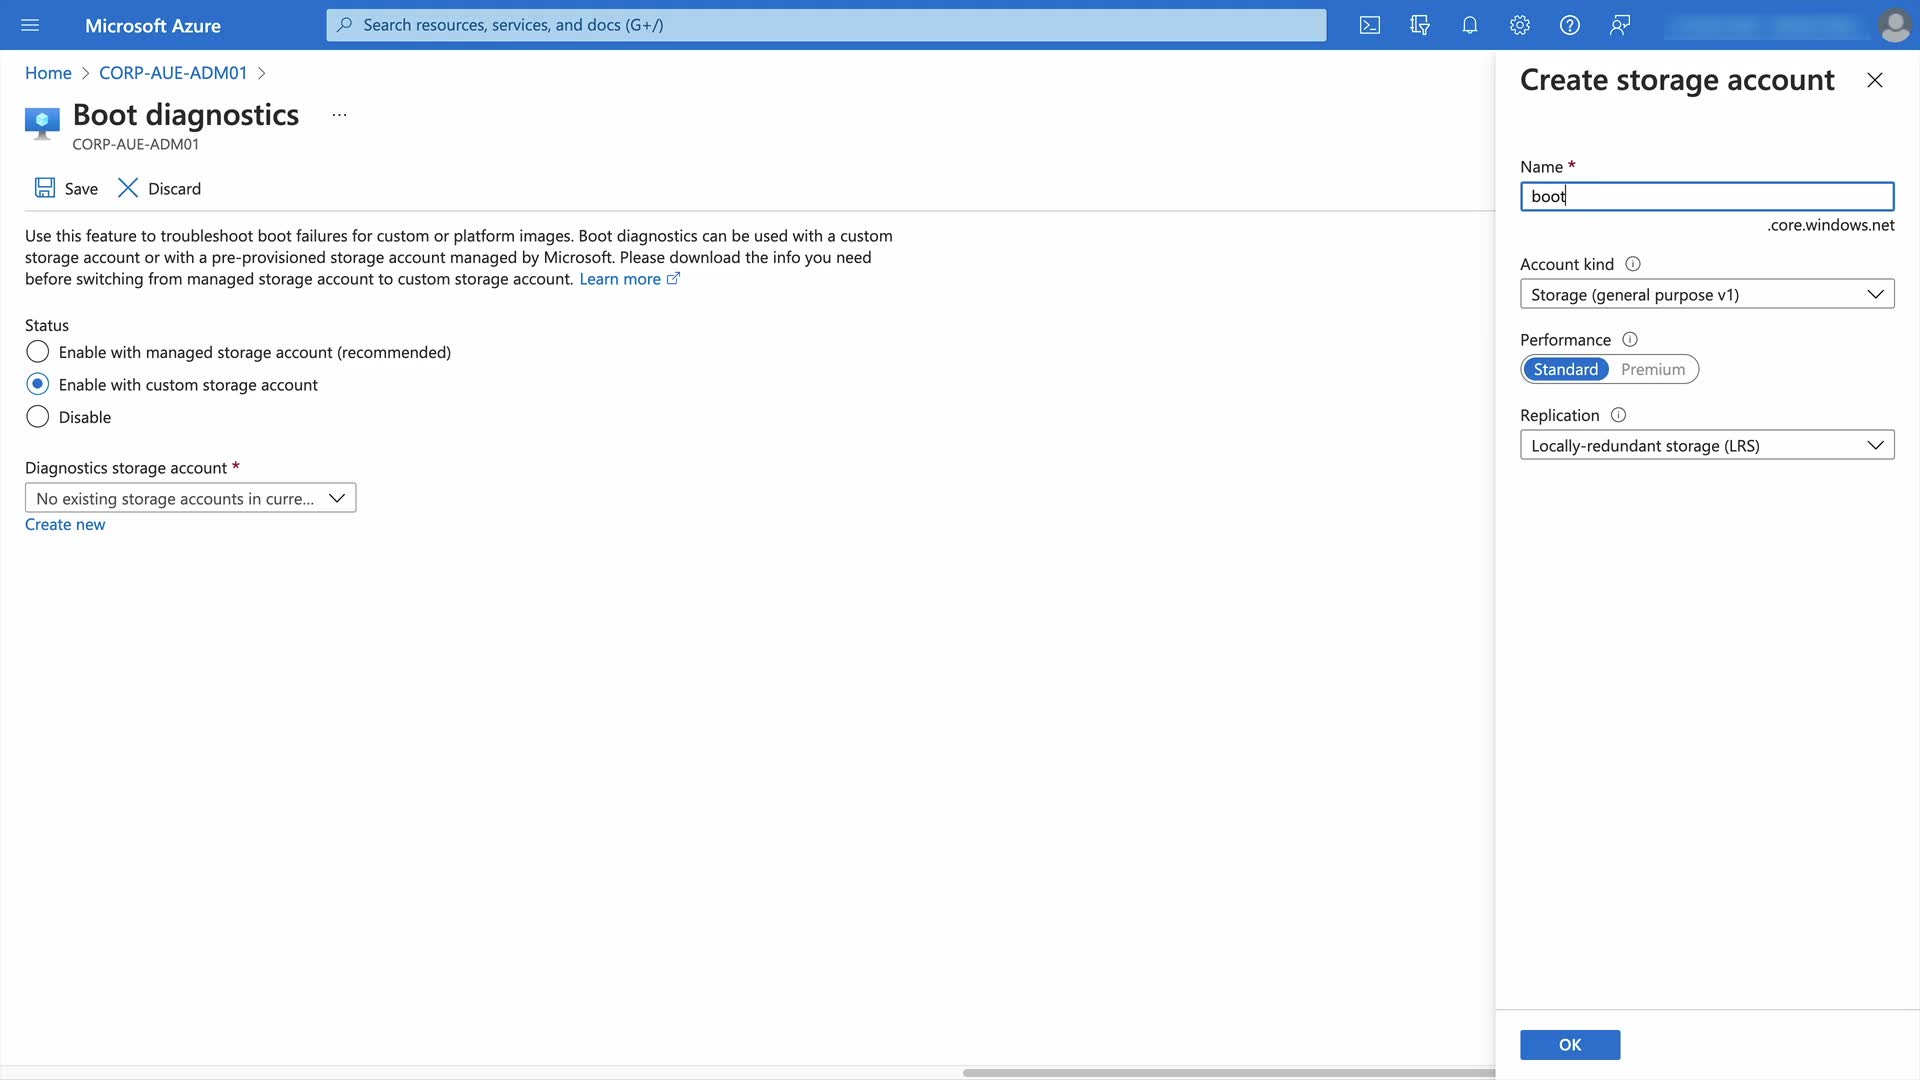 Microsoft Azure
Search resources, services, and docs (G+/)
Home > CORP-AUE-ADM01 >
Boot diagnostics ...
CORP-AUE-ADM01
Save
Discard
Use this feature to troubleshoot boot failures for custom or platform images. Boot diagnostics can be used with a custom
storage account or with a pre-provisioned storage account managed by Microsoft. Please download the info you need
before switching from managed storage account to custom storage account. Learn more
Status
Enable with managed storage account (recommended)
Enable with custom storage account
Disable
Diagnostics storage account *
No existing storage accounts in curre...
Create new
Create storage account
Name *
boot
.core.windows.net
Account kind
Storage (general purpose v1)
Performance
Standard
Premium
Replication
Locally-redundant storage (LRS)
OK